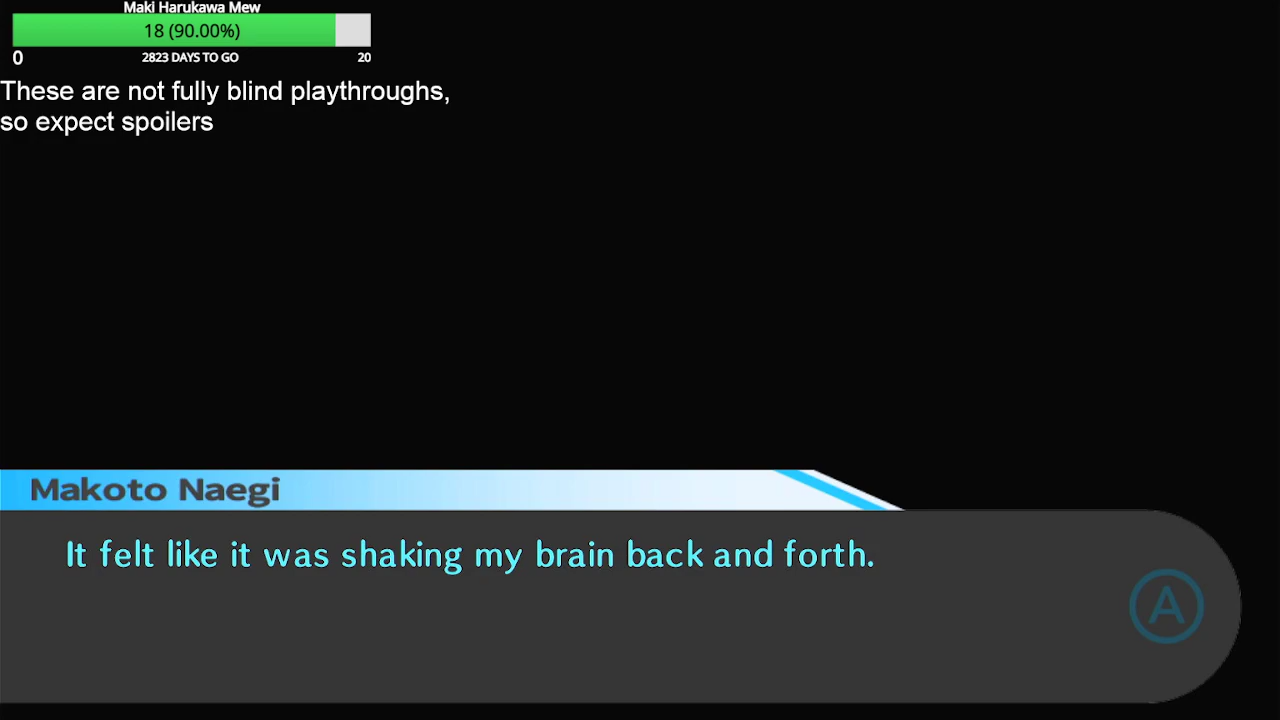 Maki Harukawa Mew
18 (90.00%)
0 2823 DAYS TO GO 20
These are not fully blind playthroughs,
so expect spoilers
Makoto Naegi
It felt like it was shaking my brain back and forth.
A